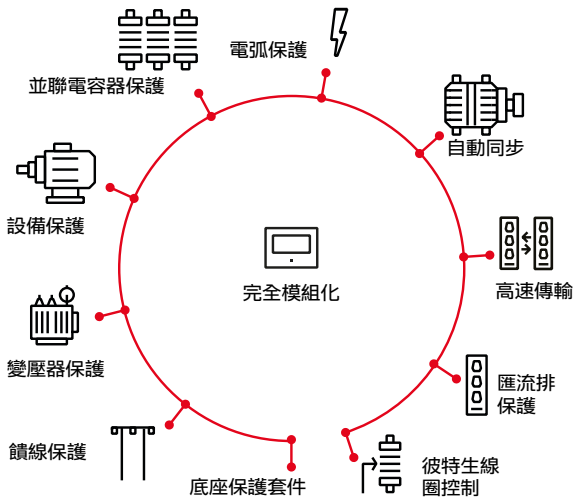 電弧保護
並聯電容器保護
自動同步
設備保護
高速傳輸
完全模組化
變壓器保護
匯流排
保護
饋線保護
底座保護套件
彼特生線
圈控制